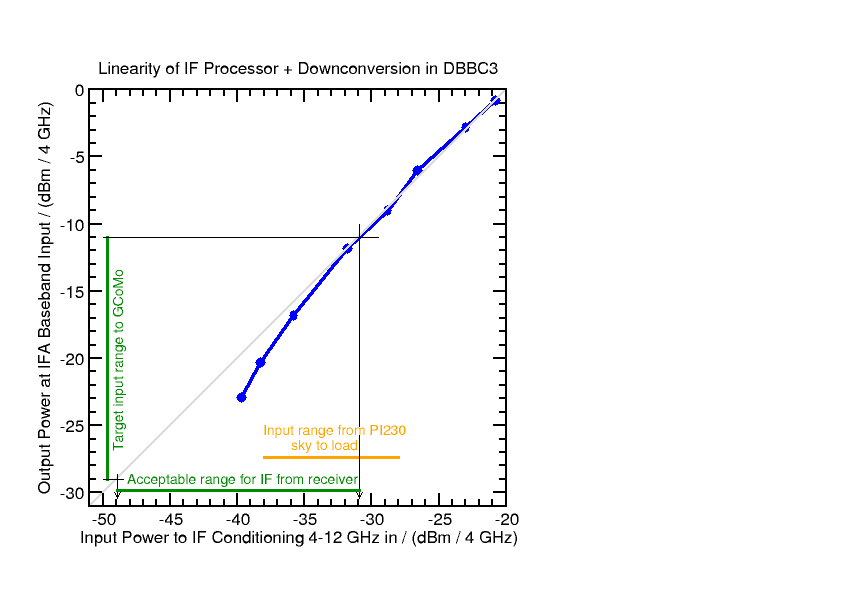 Linearity of IF Processor + Downconversion in DBBC3
Output Power at IFA Baseband Input / (dBm / 4 GHz)
0
-5
-10
-15
-20
-25
-30
Target input range to GCoMo
Input range from PI230
sky to load
Acceptable range for IF from receiver
-50 -45 -40 -35 -30 -25 -20
Input Power to IF Conditioning 4-12 GHz in / (dBm / 4 GHz)